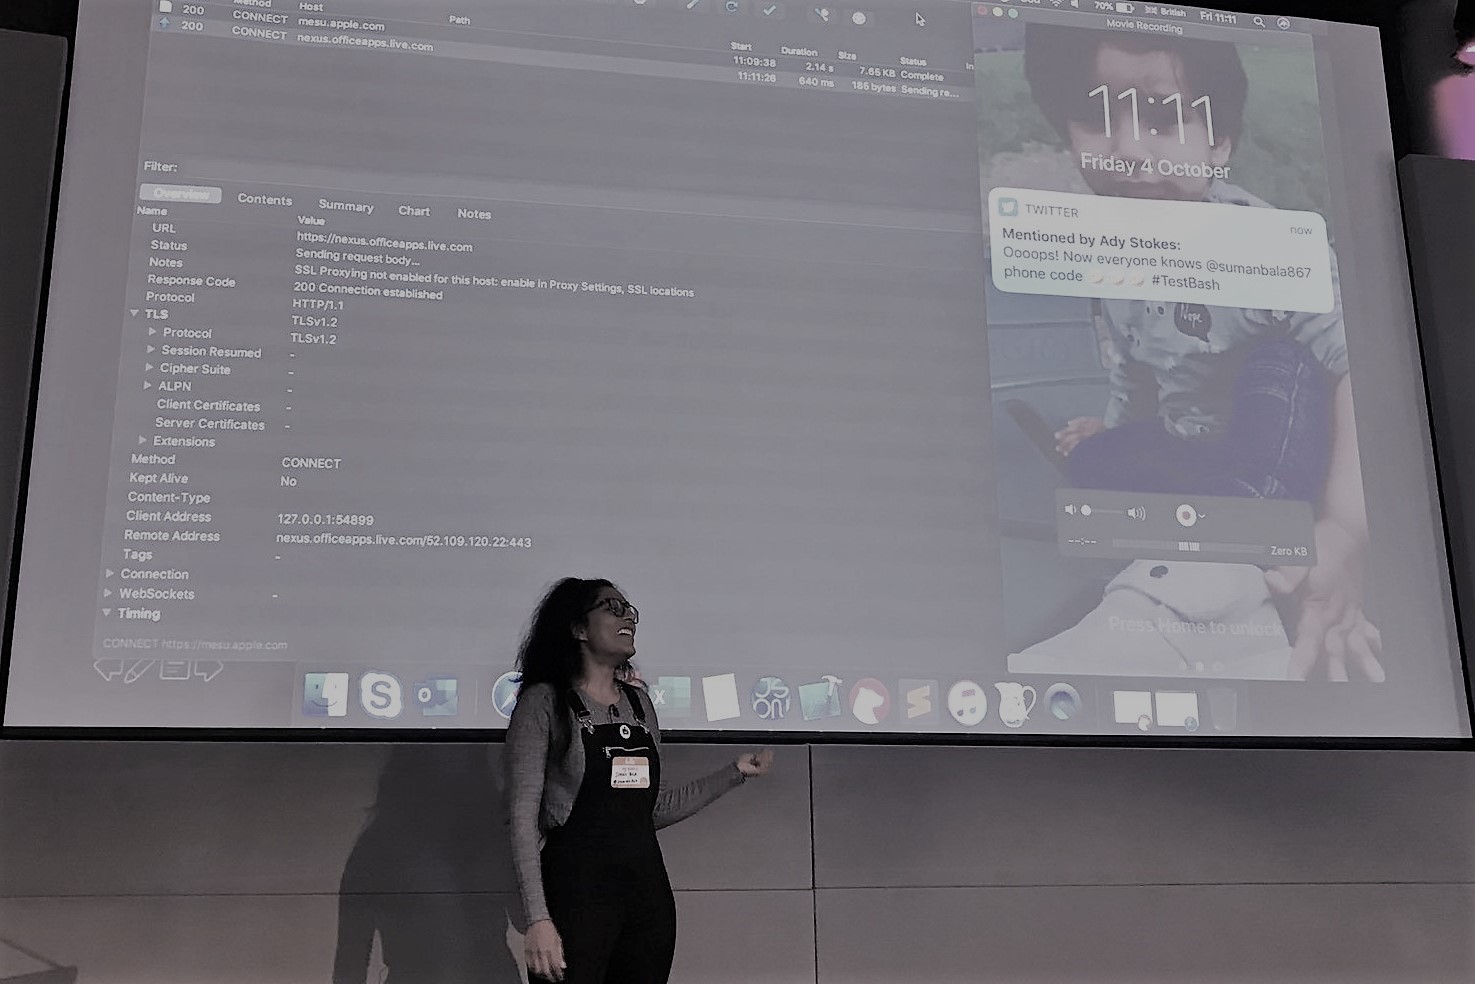 Method Host Path
200 CONNECT mesu.apple.com
200 CONNECT nexus.officeapps.live.com
Start Duration Size Status In
11:09:38 2.14 s 7.65 KB Complete
11:11:26 640 ms 185 bytes Sending re...
Filter:
Overview Contents Summary Chart Notes
Name Value
URL https://nexus.officeapps.live.com
Status Sending request body...
Notes SSL Proxying not enabled for this host: enable in Proxy Settings, SSL locations
Response Code 200 Connection established
Protocol HTTP/1.1
TLS TLSv1.2
Protocol TLSv1.2
Session Resumed -
Cipher Suite -
ALPN -
Client Certificates -
Server Certificates -
Extensions
Method CONNECT
Kept Alive No
Content-Type
Client Address 127.0.0.1:54899
Remote Address nexus.officeapps.live.com/52.109.120.22:443
Tags -
Connection
WebSockets -
Timing
CONNECT https://mesu.apple.com
70% British Fri 11:11
Movie Recording
11:11
Friday 4 October
TWITTER now
Mentioned by Ady Stokes:
Oooops! Now everyone knows @sumanbala867
phone code #TestBash
Nope
--:--
Zero KB
Press Home to unlock
S
O
X
JSON
S